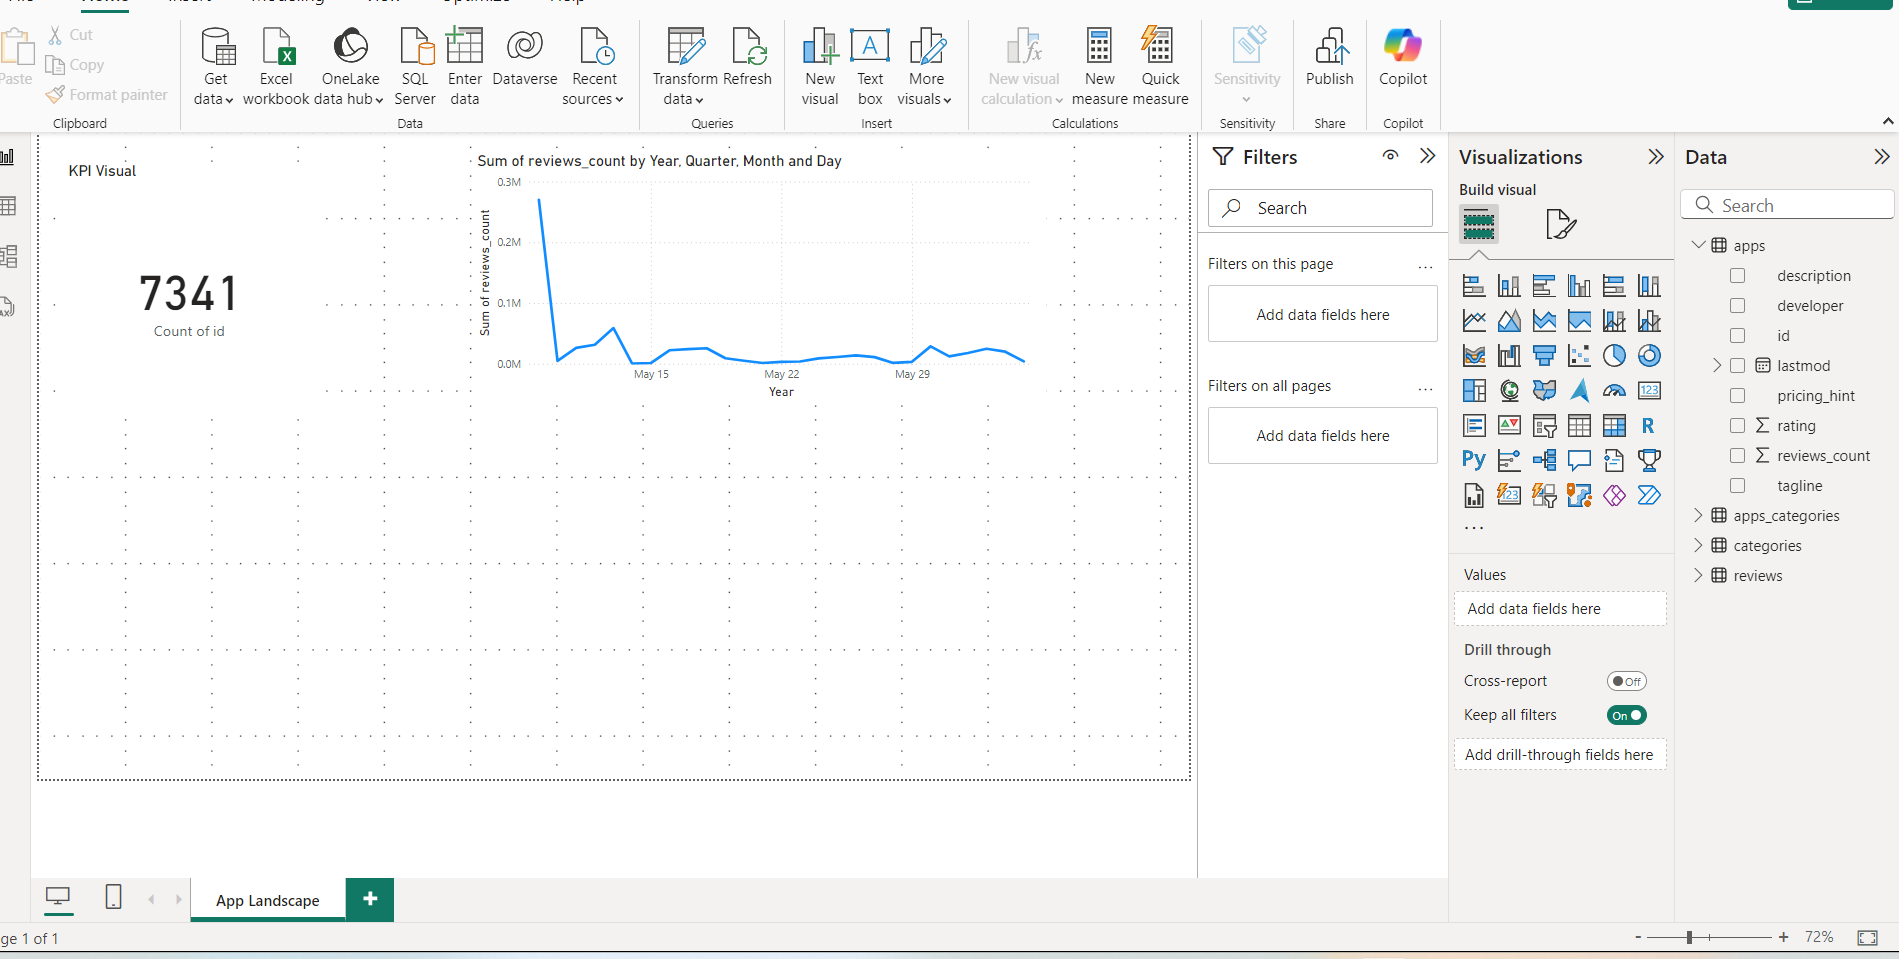 Cut
Copy
Format painter
Paste
Clipboard
Get data
Excel workbook
OneLake data hub
SQL Server
Enter data
Dataverse
Recent sources
Data
Transform data
Refresh
Queries
New visual
Text box
More visuals
Insert
New visual calculation
New measure
Quick measure
Calculations
Sensitivity
Sensitivity
Publish
Share
Copilot
Copilot
KPI Visual
7341
Count of id
Sum of reviews_count by Year, Quarter, Month and Day
Sum of reviews_count
0.3M
0.2M
0.1M
0.0M
May 15
May 22
May 29
Year
Filters
Search
Filters on this page
...
Add data fields here
Filters on all pages
...
Add data fields here
Visualizations
Build visual
123
R
Py
123
...
Values
Add data fields here
Drill through
Cross-report
Off
Keep all filters
On
Add drill-through fields here
Data
Search
apps
description
developer
id
lastmod
pricing_hint
∑ rating
∑ reviews_count
tagline
apps_categories
categories
reviews
App Landscape
+
ge 1 of 1
- + 72%